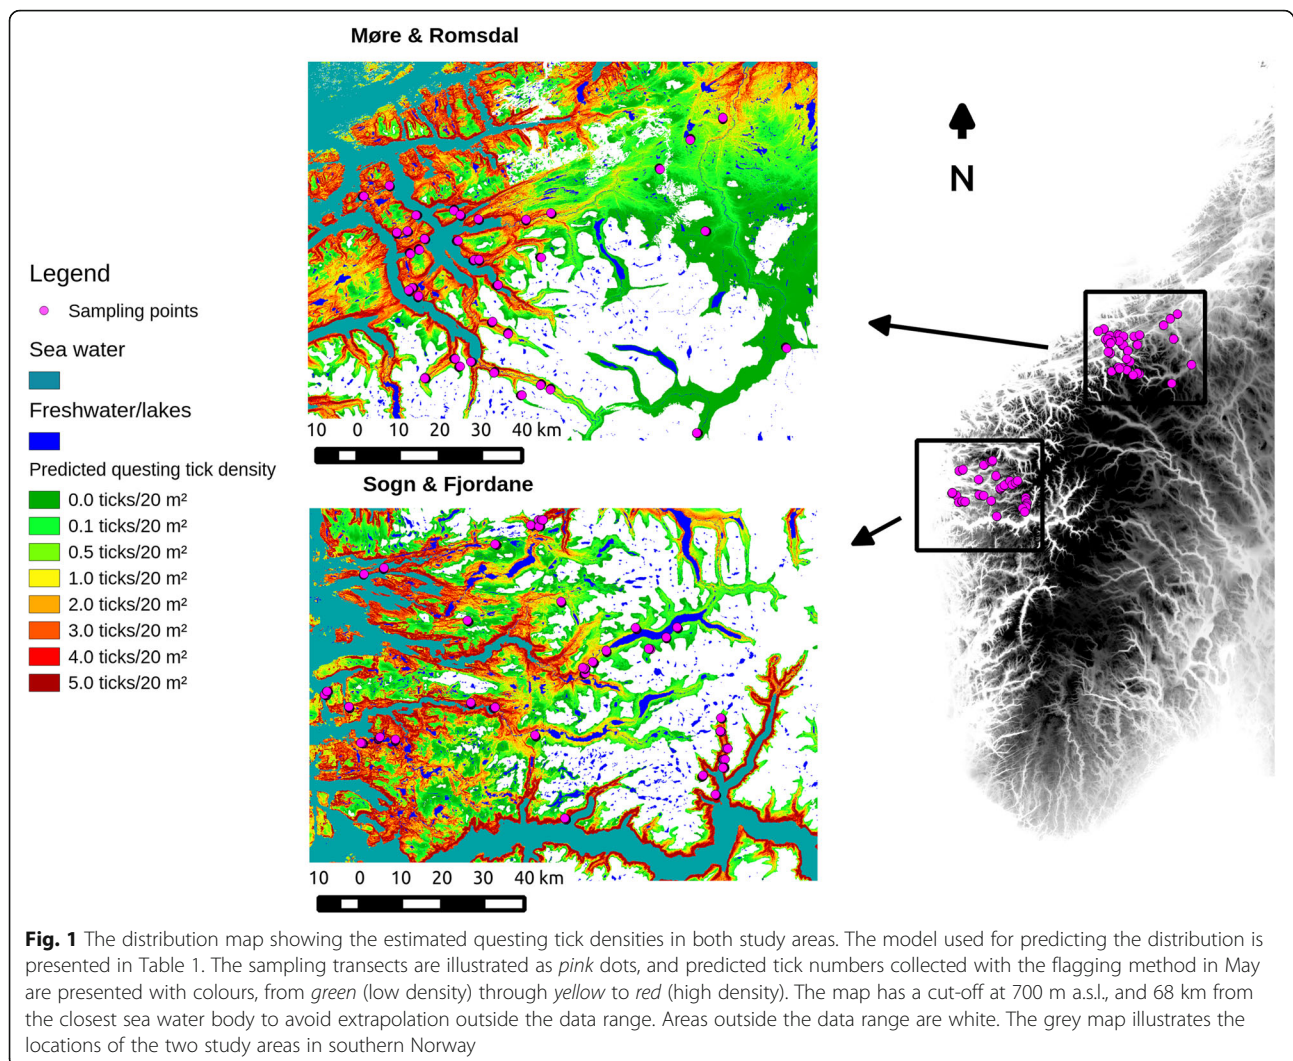 Møre & Romsdal
N
Legend
Sampling points
Sea water
Freshwater/lakes
Predicted questing tick density
0.0 ticks/20 m²
0.1 ticks/20 m²
0.5 ticks/20 m²
1.0 ticks/20 m²
2.0 ticks/20 m²
3.0 ticks/20 m²
4.0 ticks/20 m²
5.0 ticks/20 m²
10 0 10 20 30 40 km
Sogn & Fjordane
10 0 10 20 30 40 km
Fig. 1 The distribution map showing the estimated questing tick densities in both study areas. The model used for predicting the distribution is
presented in Table 1. The sampling transects are illustrated as pink dots, and predicted tick numbers collected with the flagging method in May
are presented with colours, from green (low density) through yellow to red (high density). The map has a cut-off at 700 m a.s.l., and 68 km from
the closest sea water body to avoid extrapolation outside the data range. Areas outside the data range are white. The grey map illustrates the
locations of the two study areas in southern Norway